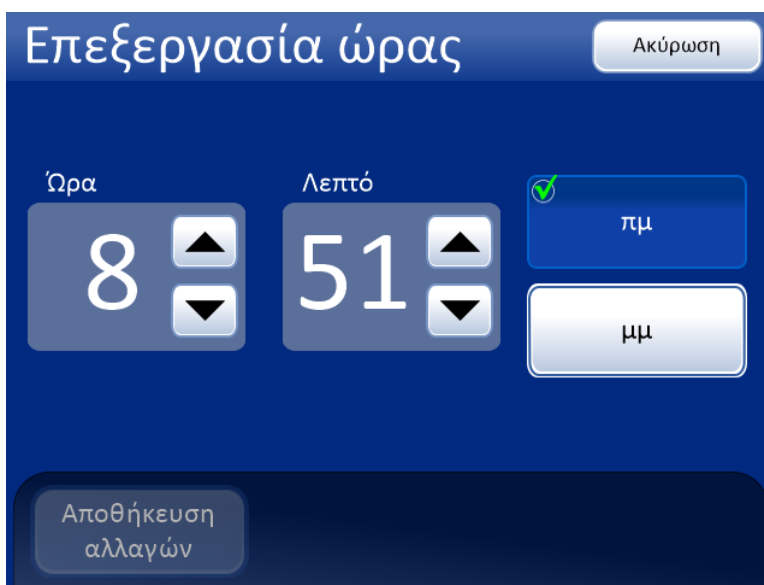 Επεξεργασία ώρας
Ακύρωση
Ώρα
Λεπτό
8
51
πμ
μμ
Αποθήκευση
αλλαγών